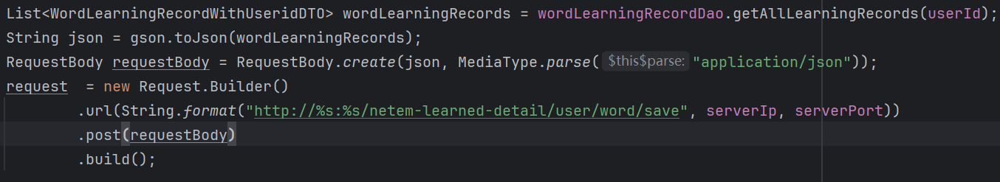 List<WordLearningRecordWithUseridDTO> wordLearningRecords = wordLearningRecordDao.getAllLearningRecords(userId);
String json = gson.toJson(wordLearningRecords);
RequestBody requestBody = RequestBody.create(json, MediaType.parse( $this$parse: "application/json"));
request  = new Request.Builder()
        .url(String.format("http://%s:%s/netem-learned-detail/user/word/save", serverIp, serverPort))
        .post(requestBody)
        .build();